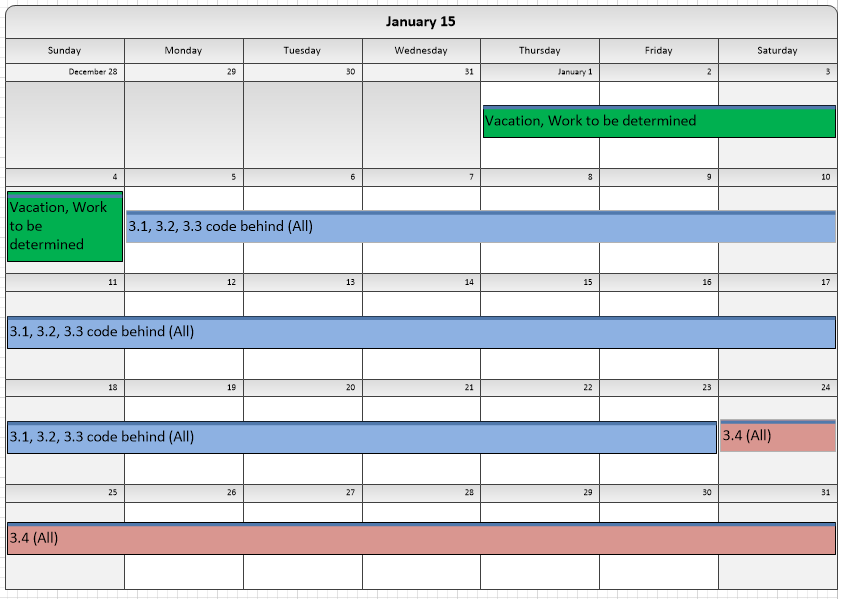 January 15
Sunday Monday Tuesday Wednesday Thursday Friday Saturday
December 28 29 30 31 January 1 2 3
Vacation, Work to be determined
4 5 6 7 8 9 10
Vacation, Work
to be
determined
3.1, 3.2, 3.3 code behind (All)
11 12 13 14 15 16 17
3.1, 3.2, 3.3 code behind (All)
18 19 20 21 22 23 24
3.1, 3.2, 3.3 code behind (All)
3.4 (All)
25 26 27 28 29 30 31
3.4 (All)